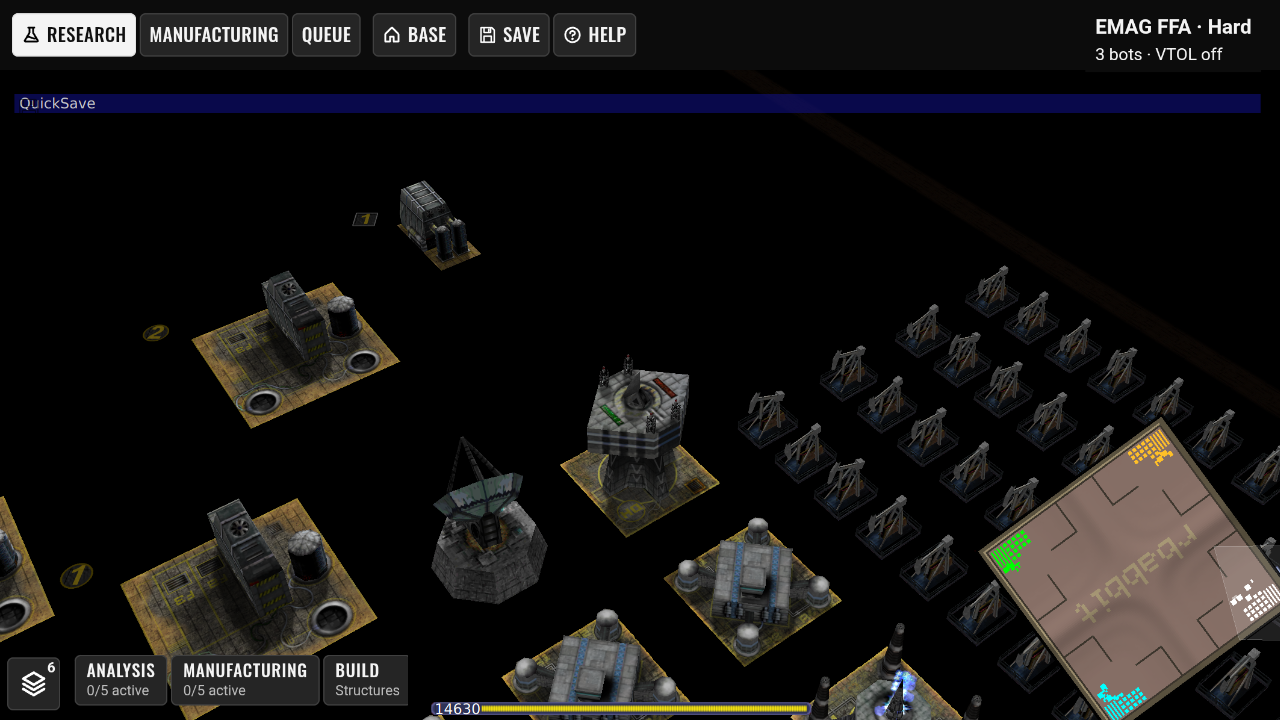 RESEARCH
MANUFACTURING
QUEUE
BASE
SAVE
HELP
EMAG FFA · Hard
3 bots · VTOL off
QuickSave
1
2
1
rbabbit
6
ANALYSIS
0/5 active
MANUFACTURING
0/5 active
BUILD
Structures
14630